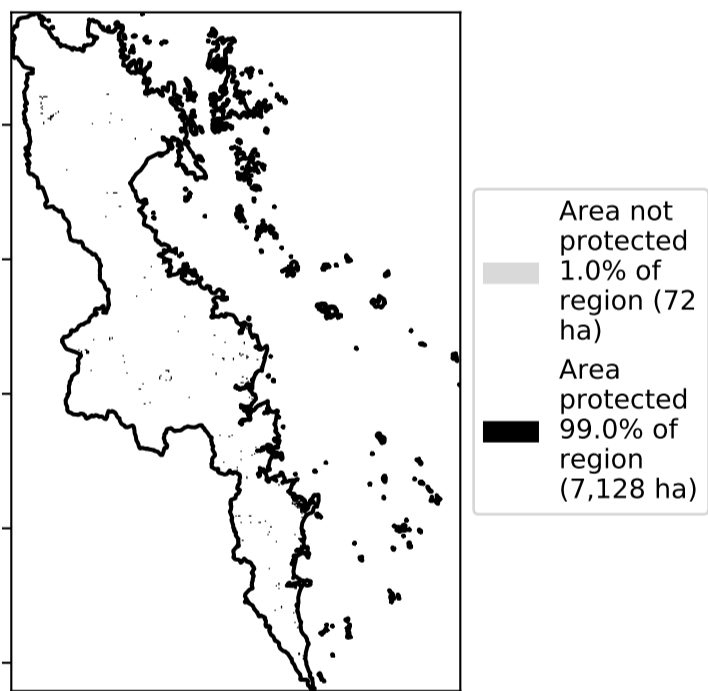 Area not
protected
1.0% of
region (72
ha)
Area
protected
99.0% of
region
(7,128 ha)